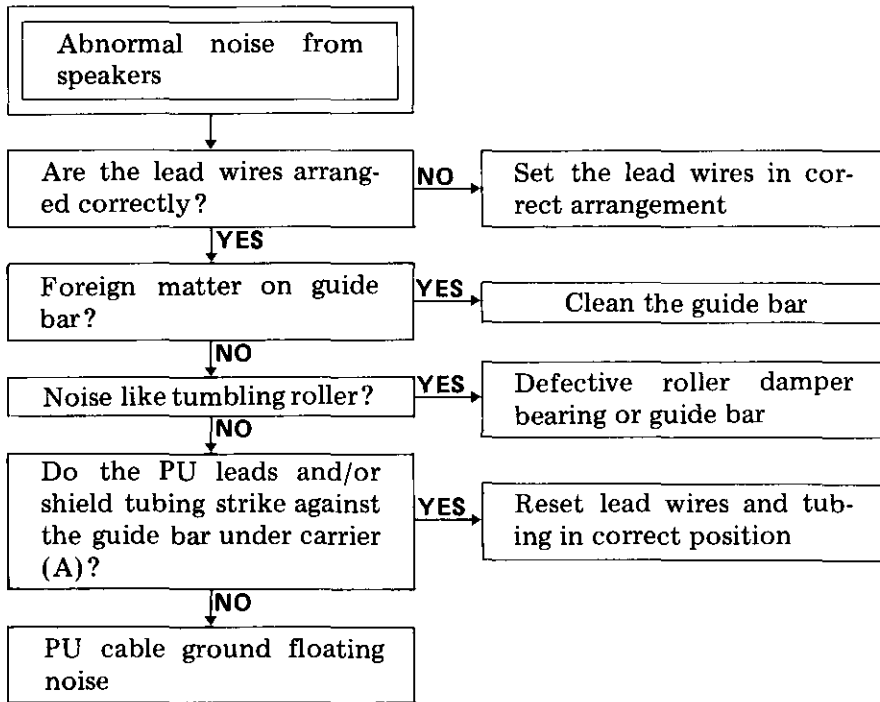 Abnormal noise from
speakers
Are the lead wires arrang-
ed correctly?
NO
Set the lead wires in cor-
rect arrangement
YES
Foreign matter on guide
bar?
YES
Clean the guide bar
NO
Noise like tumbling roller?
YES
Defective roller damper
bearing or guide bar
NO
Do the PU leads and/or
shield tubing strike against
the guide bar under carrier
(A)?
YES
Reset lead wires and tub-
ing in correct position
NO
PU cable ground floating
noise